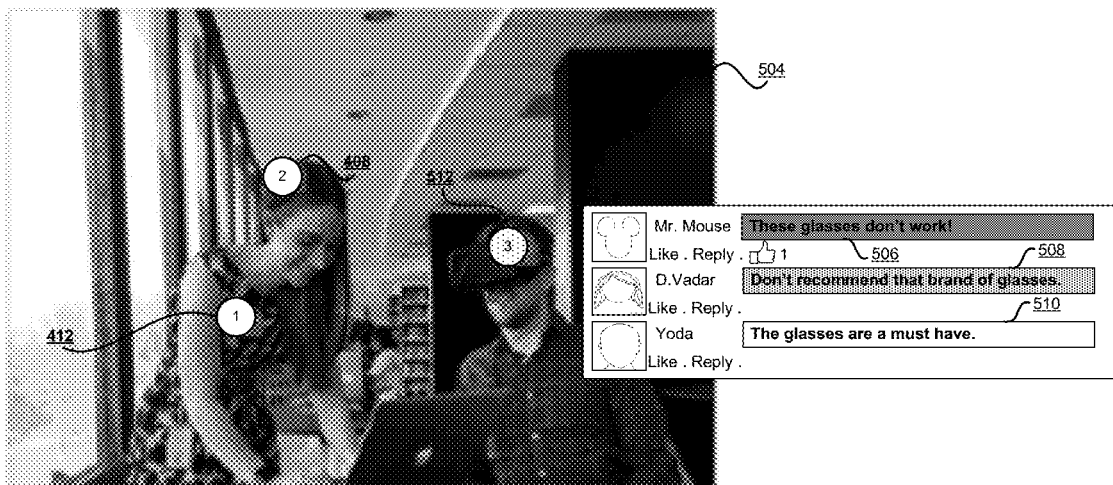 504
2
408
512
3
Mr. Mouse
These glasses don't work!
Like . Reply .
1
506
508
D.Vadar
Don't recommend that brand of glasses.
Like . Reply .
510
1
412
Yoda
The glasses are a must have.
Like . Reply .